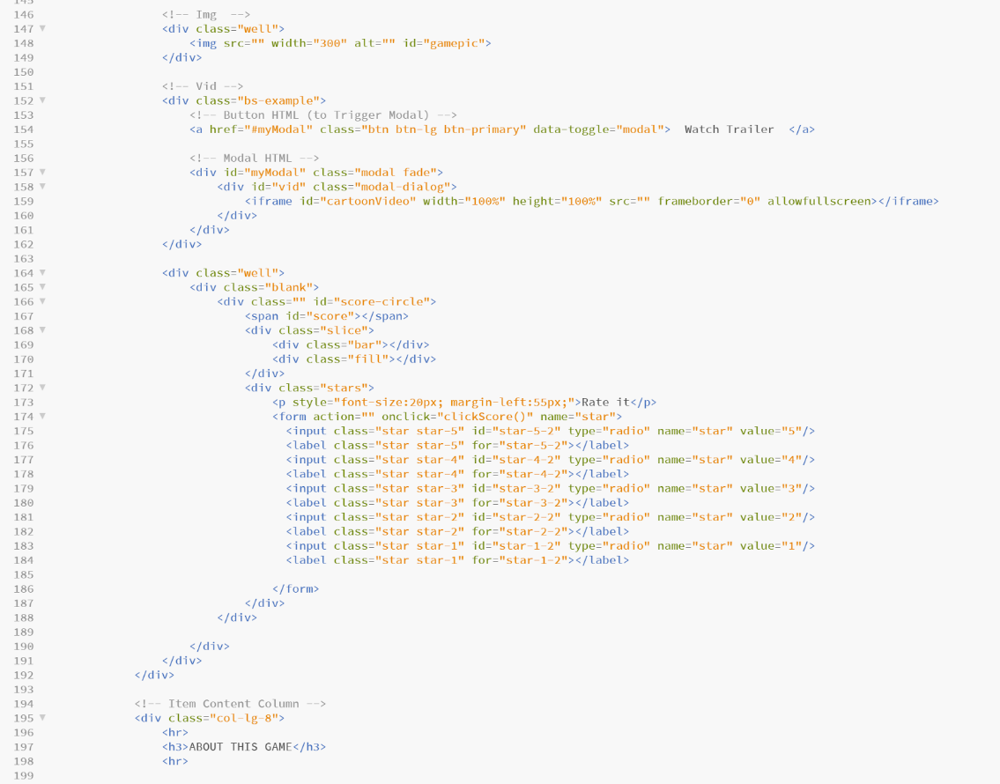 145
146 <!-- Img  -->
147 <div class="well">
148 <img src="" width="300" alt="" id="gamepic">
149 </div>
150
151 <!-- Vid -->
152 <div class="bs-example">
153 <!-- Button HTML (to Trigger Modal) -->
154 <a href="#myModal" class="btn btn-lg btn-primary" data-toggle="modal">  Watch Trailer  </a>
155
156 <!-- Modal HTML -->
157 <div id="myModal" class="modal fade">
158 <div id="vid" class="modal-dialog">
159 <iframe id="cartoonVideo" width="100%" height="100%" src="" frameborder="0" allowfullscreen></iframe>
160 </div>
161 </div>
162 </div>
163
164 <div class="well">
165 <div class="blank">
166 <div class="" id="score-circle">
167 <span id="score"></span>
168 <div class="slice">
169 <div class="bar"></div>
170 <div class="fill"></div>
171 </div>
172 <div class="stars">
173 <p style="font-size:20px; margin-left:55px;">Rate it</p>
174 <form action="" onclick="clickScore()" name="star">
175 <input class="star star-5" id="star-5-2" type="radio" name="star" value="5"/>
176 <label class="star star-5" for="star-5-2"></label>
177 <input class="star star-4" id="star-4-2" type="radio" name="star" value="4"/>
178 <label class="star star-4" for="star-4-2"></label>
179 <input class="star star-3" id="star-3-2" type="radio" name="star" value="3"/>
180 <label class="star star-3" for="star-3-2"></label>
181 <input class="star star-2" id="star-2-2" type="radio" name="star" value="2"/>
182 <label class="star star-2" for="star-2-2"></label>
183 <input class="star star-1" id="star-1-2" type="radio" name="star" value="1"/>
184 <label class="star star-1" for="star-1-2"></label>
185
186 </form>
187 </div>
188 </div>
189
190 </div>
191 </div>
192 </div>
193
194 <!-- Item Content Column -->
195 <div class="col-lg-8">
196 <hr>
197 <h3>ABOUT THIS GAME</h3>
198 <hr>
199